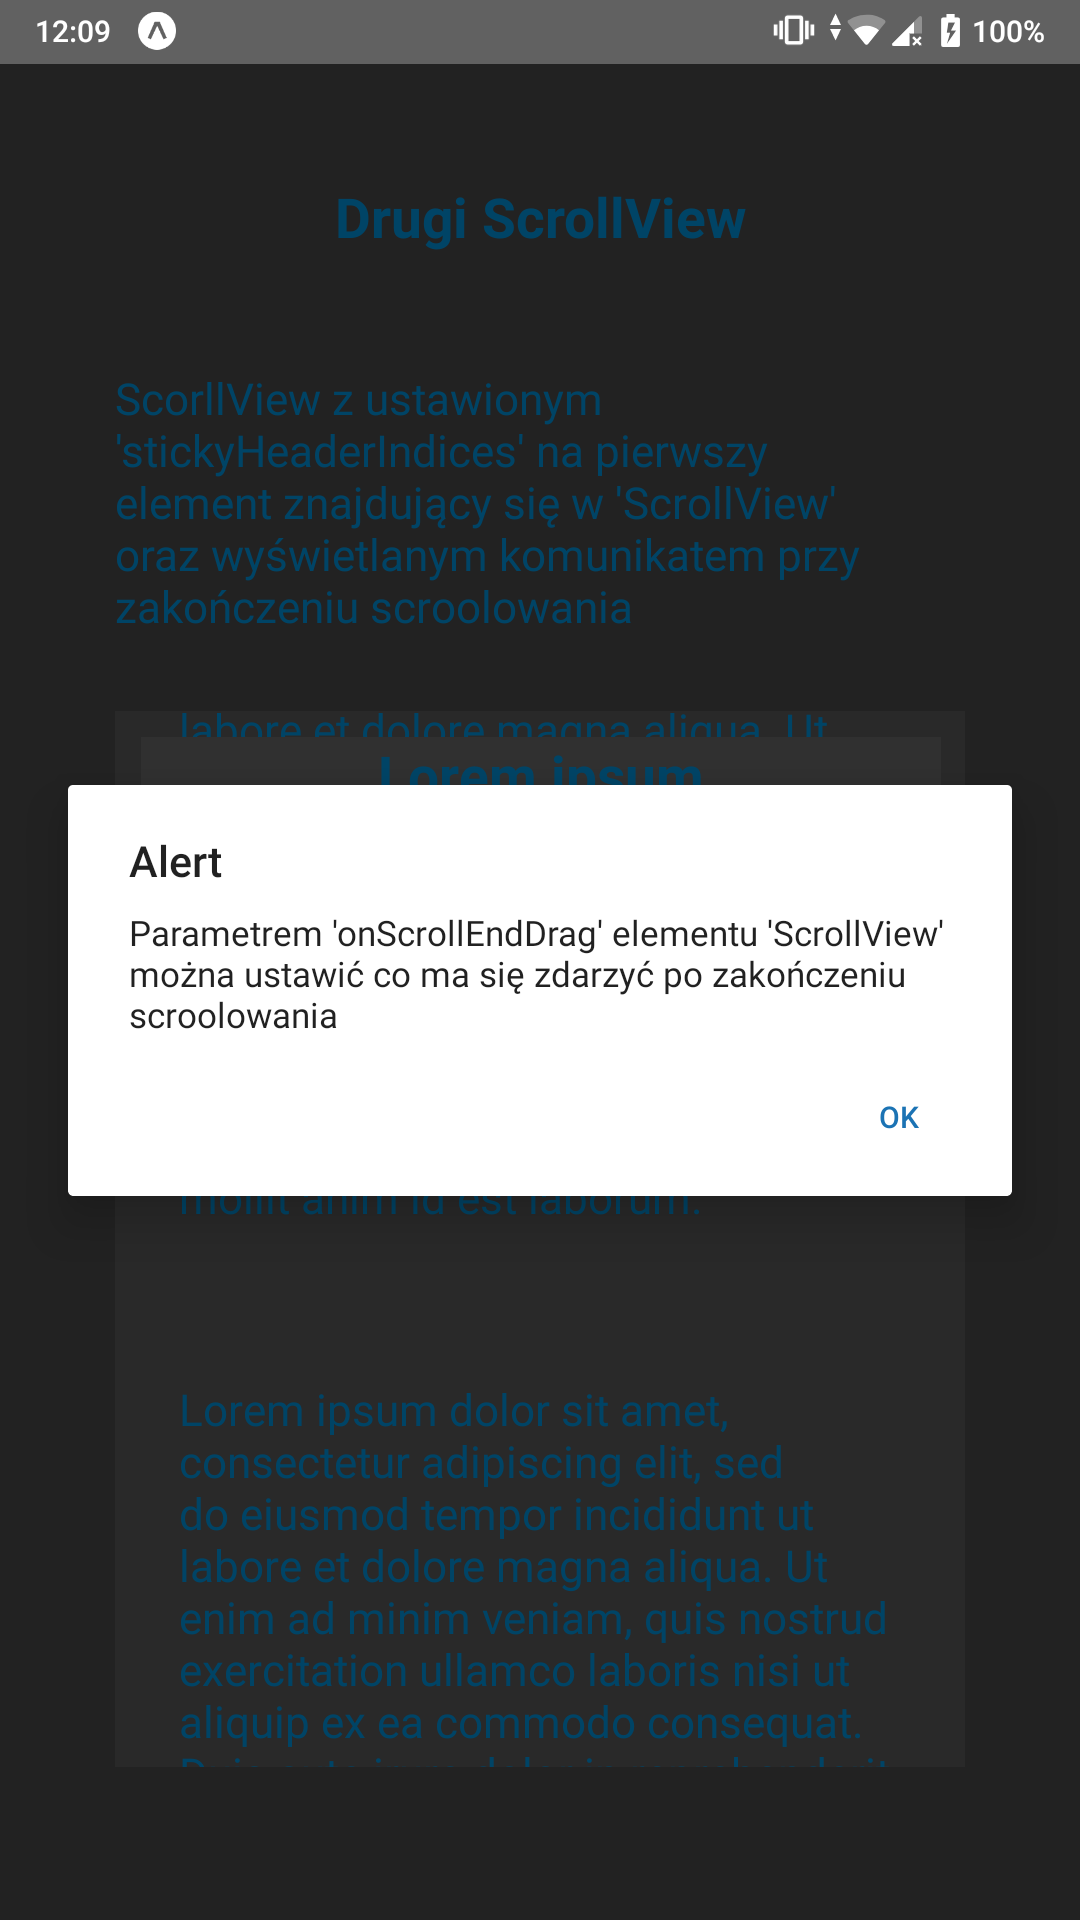 12:09
100%
Drugi ScrollView
ScorllView z ustawionym
'stickyHeaderIndices' na pierwszy
element znajdujący się w 'ScrollView'
oraz wyświetlanym komunikatem przy
zakończeniu scroolowania
labore et dolore magna aliqua. Ut
Lorem ipsum
Alert
Parametrem 'onScrollEndDrag' elementu 'ScrollView'
można ustawić co ma się zdarzyć po zakończeniu
scroolowania
OK
mollit anim id est laborum.
Lorem ipsum dolor sit amet,
consectetur adipiscing elit, sed
do eiusmod tempor incididunt ut
labore et dolore magna aliqua. Ut
enim ad minim veniam, quis nostrud
exercitation ullamco laboris nisi ut
aliquip ex ea commodo consequat.